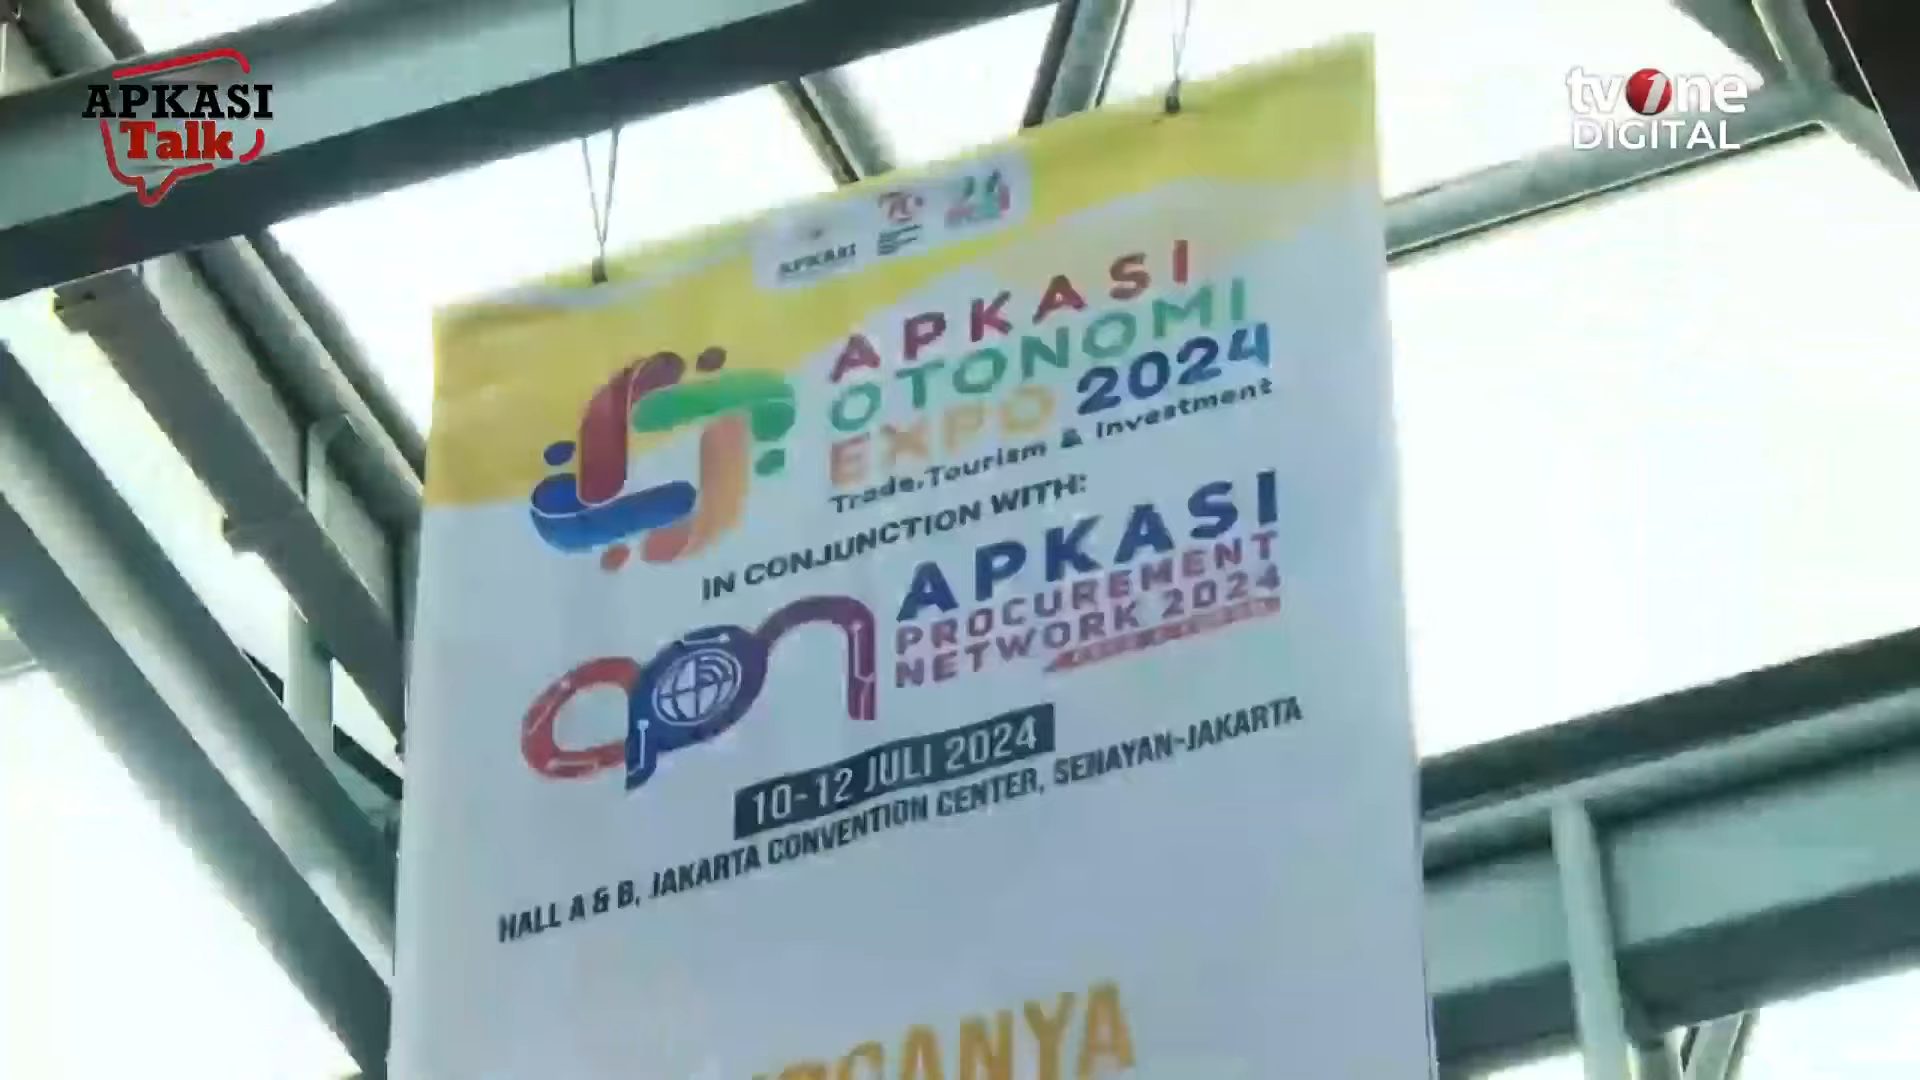 APKASI
Talk
tvOne
DIGITAL
APKASI
APKASI
OTONOMI
EXPO 2024
Trade, Tourism & Investment
IN CONJUNCTION WITH:
apn
APKASI
PROCUREMENT
NETWORK 2024
10-12 JULI 2024
HALL A & B, JAKARTA CONVENTION CENTER, SENAYAN-JAKARTA